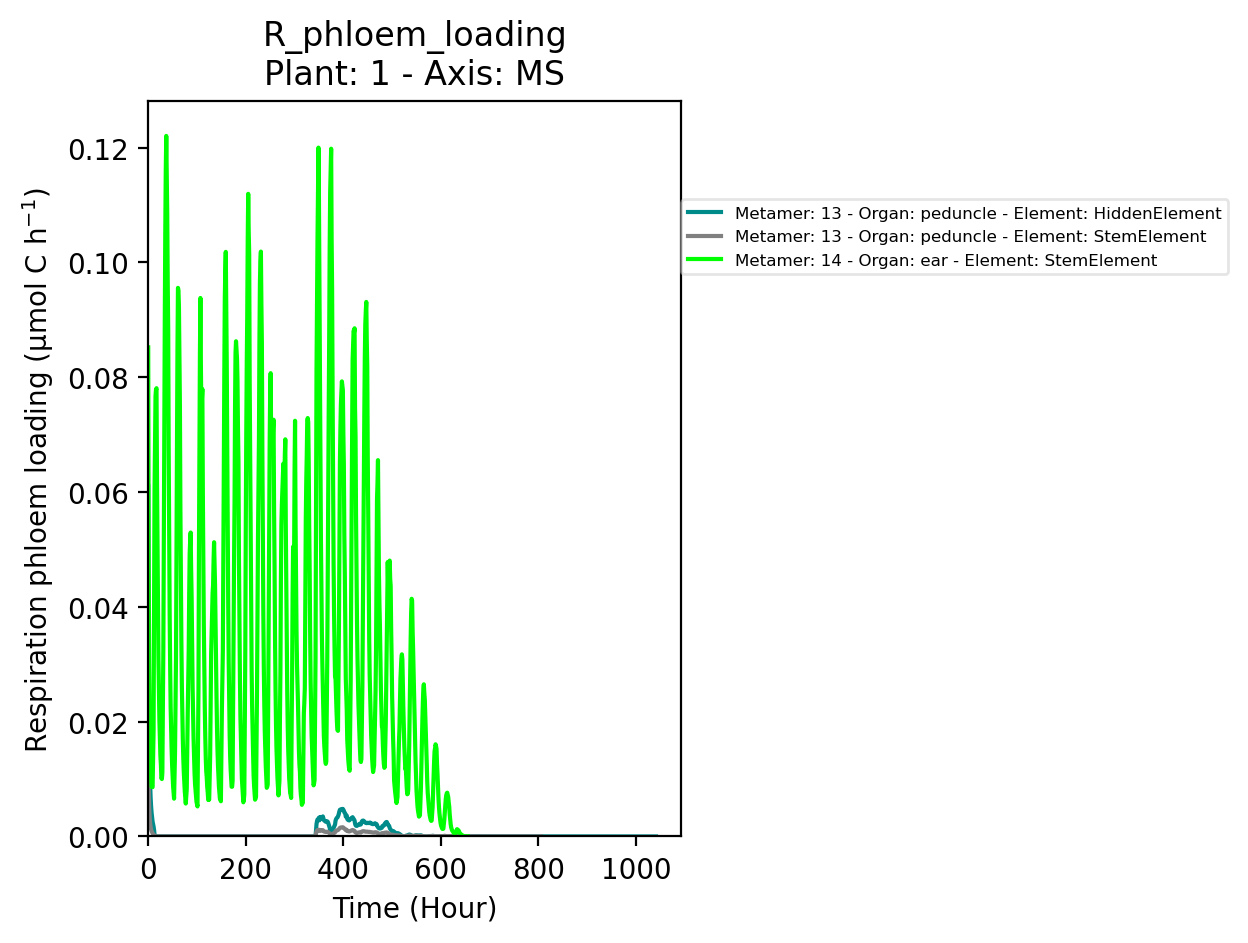 R_phloem_loading
Plant: 1 - Axis: MS
Respiration phloem loading (µmol C h⁻¹)
0.12
0.10
0.08
0.06
0.04
0.02
0.00
0 200 400 600 800 1000
Time (Hour)
Metamer: 13 - Organ: peduncle - Element: HiddenElement
Metamer: 13 - Organ: peduncle - Element: StemElement
Metamer: 14 - Organ: ear - Element: StemElement